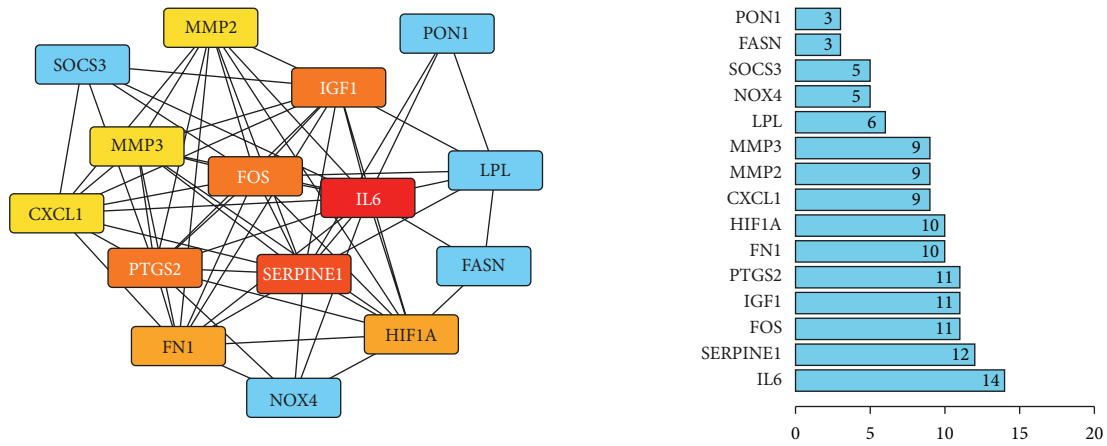 MMP2
PON1
SOCS3
IGF1
MMP3
FOS
LPL
IL6
CXCL1
PTGS2
SERPINE1
FASN
FN1
HIF1A
NOX4
PON1 3
FASN 3
SOCS3 5
NOX4 5
LPL 6
MMP3 9
MMP2 9
CXCL1 9
HIF1A 10
FN1 10
PTGS2 11
IGF1 11
FOS 11
SERPINE1 12
IL6 14
0 5 10 15 20